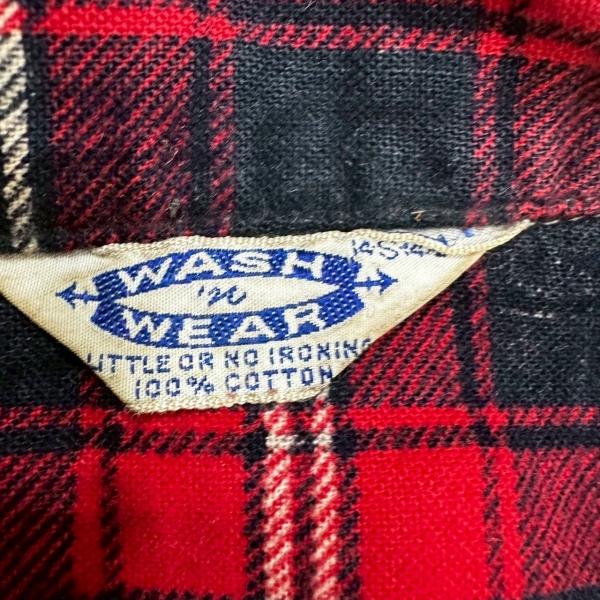 WASH
'n
WEAR
LITTLE OR NO IRONING
100% COTTON